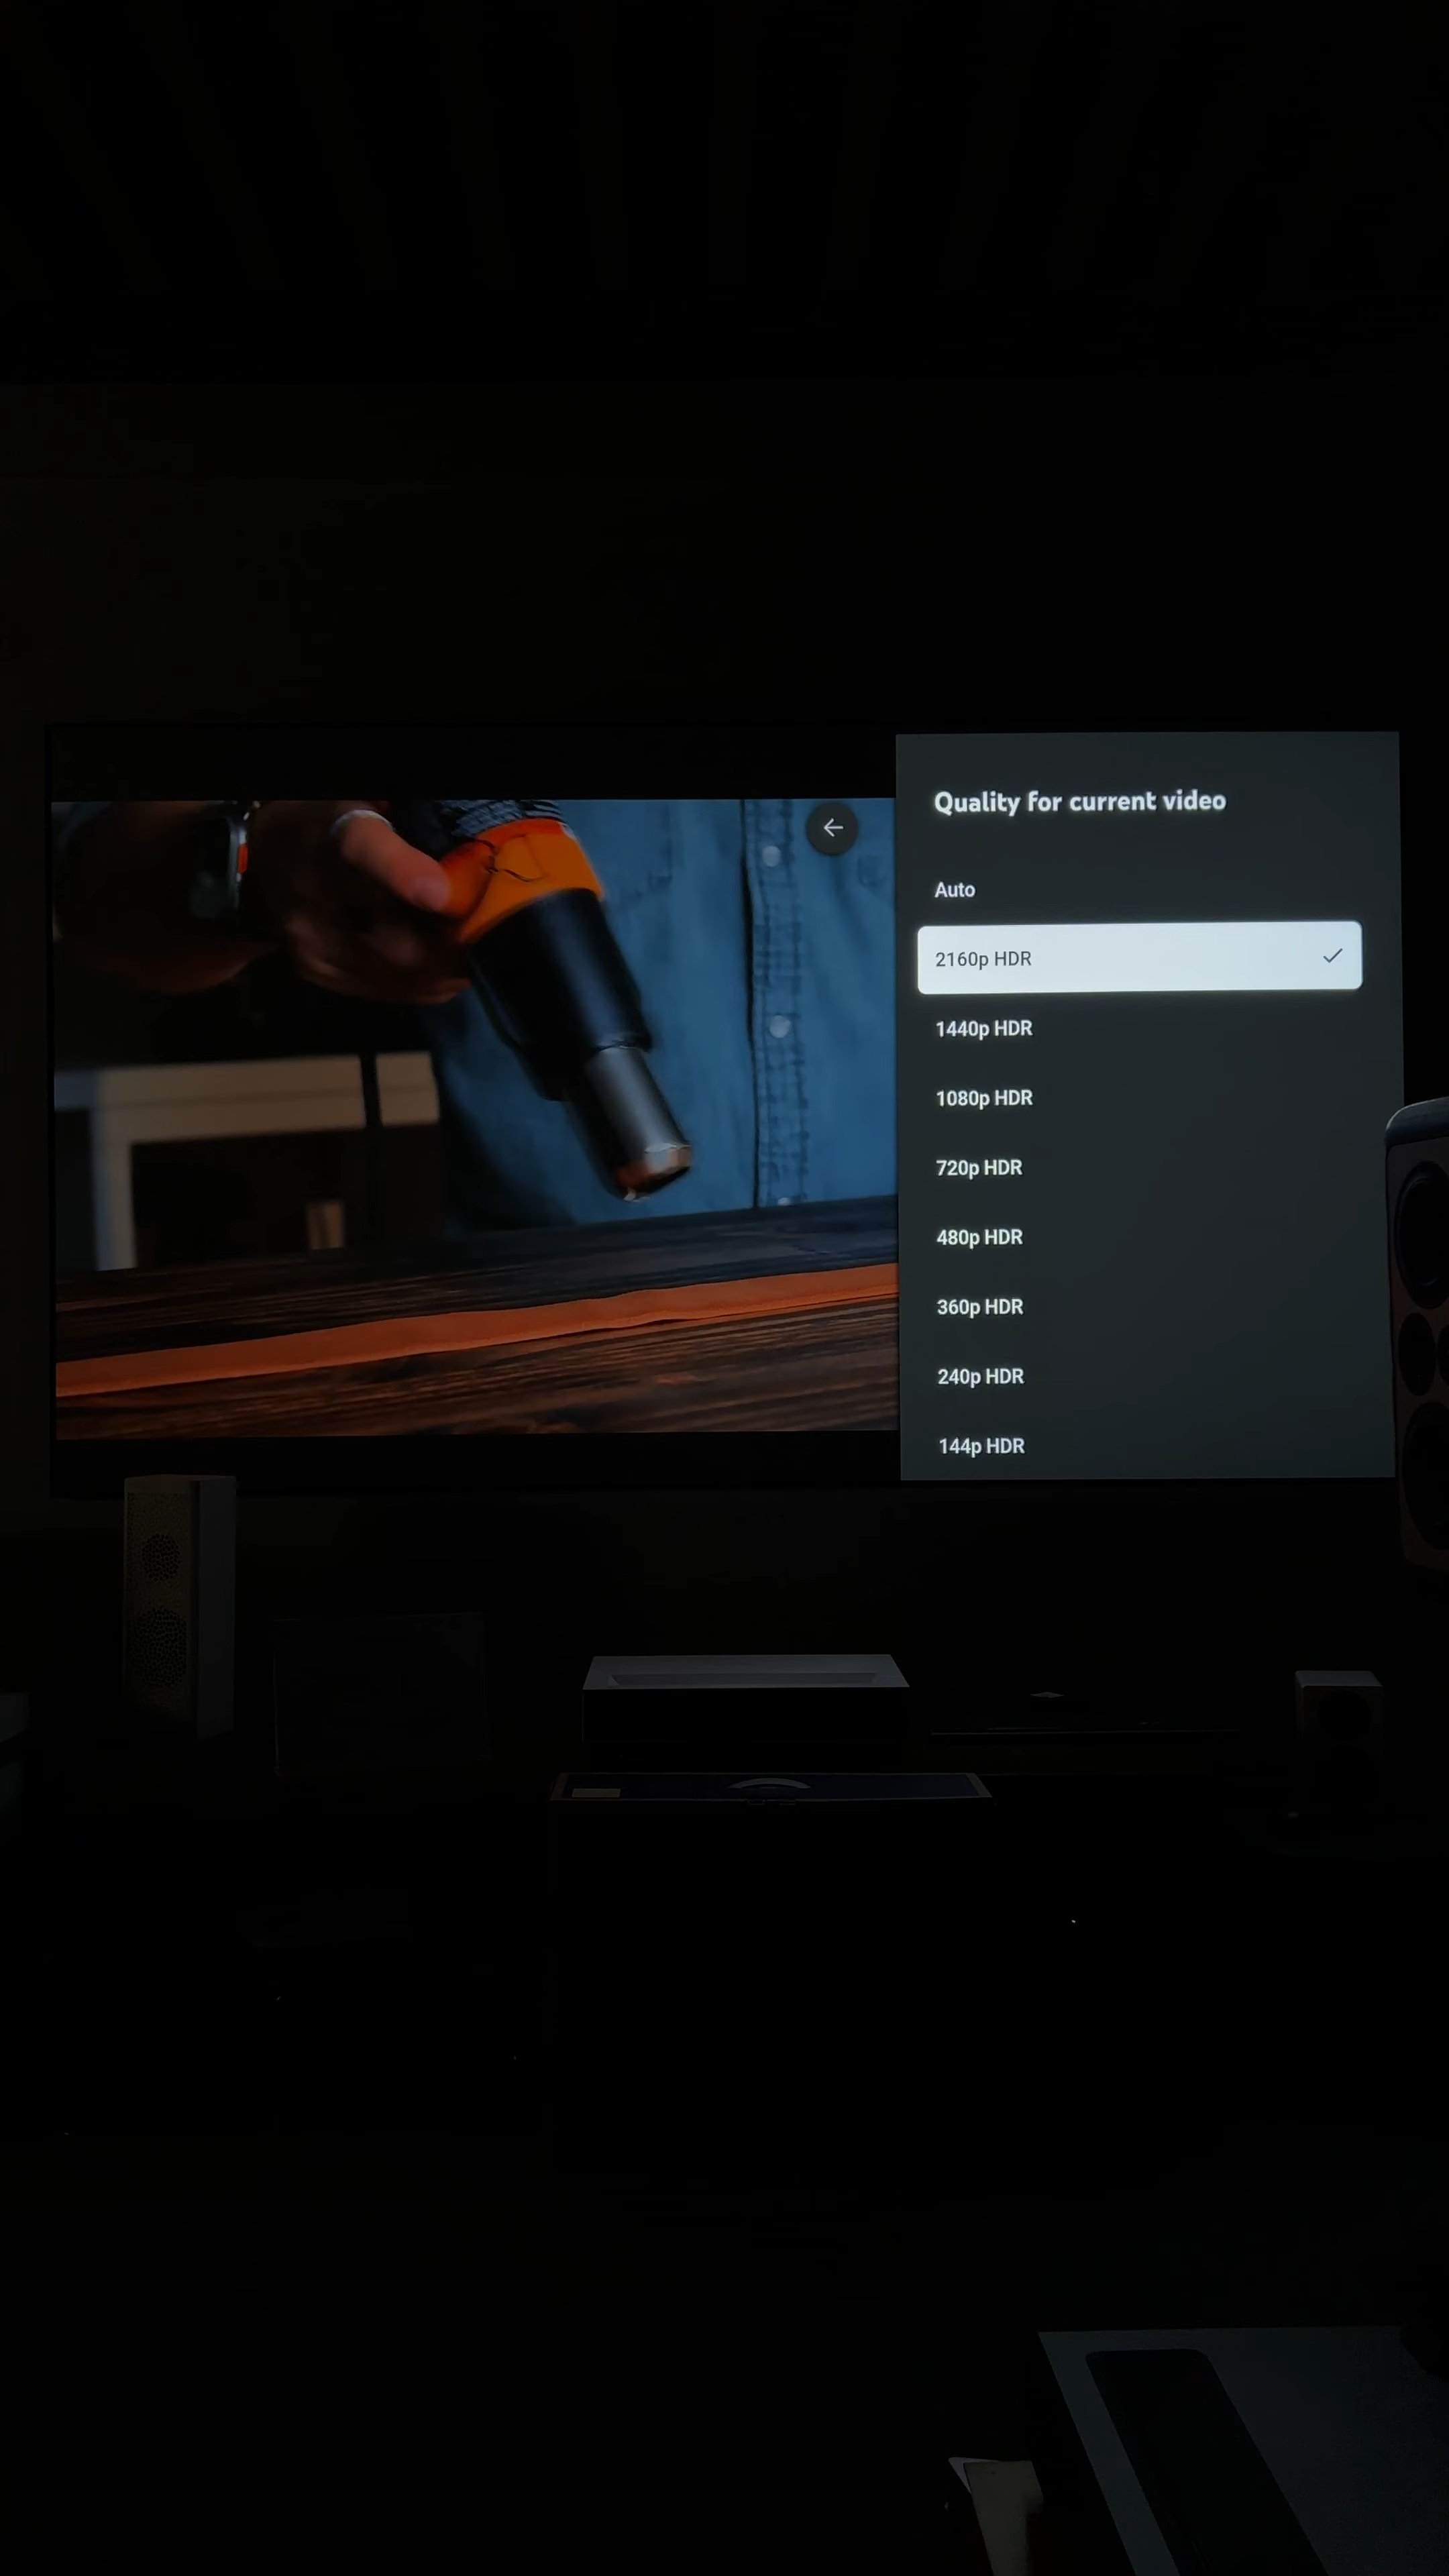 Quality for current video
Auto
2160p HDR
1440p HDR
1080p HDR
720p HDR
480p HDR
360p HDR
240p HDR
144p HDR